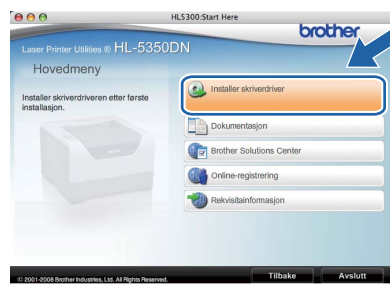 HL5300:Start Here
brother
Laser Printer Utilities ® HL-5350DN
Hovedmeny
Installer skriverdriveren etter første
installasjon.
Installer skriverdriver
Dokumentasjon
Brother Solutions Center
Online-registrering
Rekvisitainformasjon
© 2001-2008 Brother Industries, Ltd. All Rights Reserved.
Tilbake
Avslutt